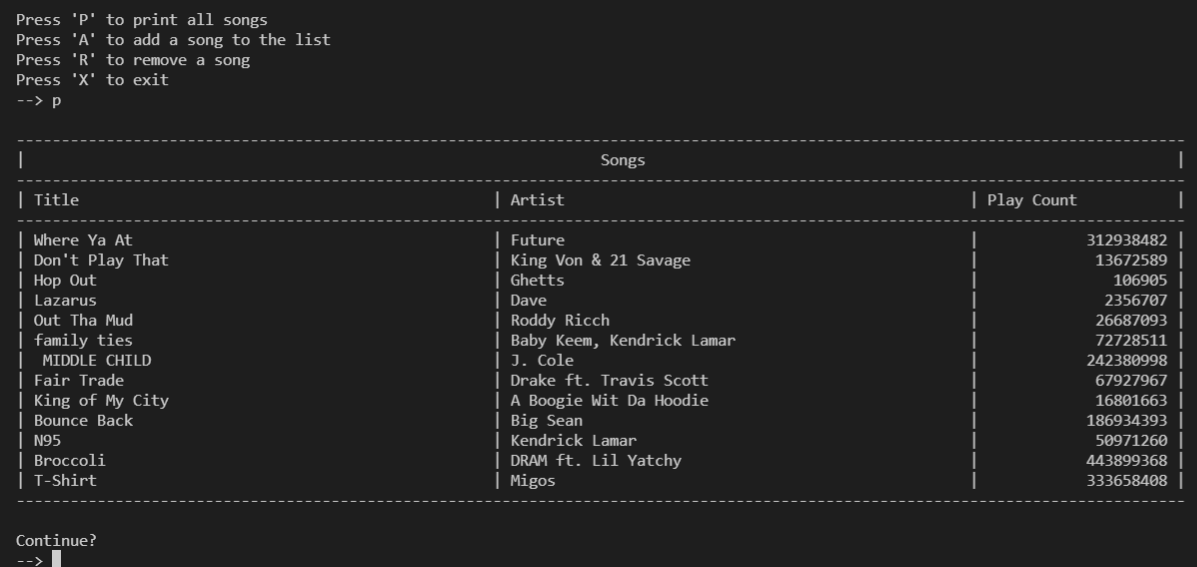 Press 'P' to print all songs
Press 'A' to add a song to the list
Press 'R' to remove a song
Press 'X' to exit
--> p
----------------------------------------------------------------------------------------------------------------------------------
|                                                                Songs                                                           |
----------------------------------------------------------------------------------------------------------------------------------
| Title                                              | Artist                                             | Play Count           |
----------------------------------------------------------------------------------------------------------------------------------
| Where Ya At                                        | Future                                             |            312938482 |
| Don't Play That                                    | King Von & 21 Savage                               |             13672589 |
| Hop Out                                            | Ghetts                                             |               106905 |
| Lazarus                                            | Dave                                               |              2356707 |
| Out Tha Mud                                        | Roddy Ricch                                        |             26687093 |
| family ties                                        | Baby Keem, Kendrick Lamar                          |             72728511 |
|  MIDDLE CHILD                                      | J. Cole                                            |            242380998 |
| Fair Trade                                         | Drake ft. Travis Scott                             |             67927967 |
| King of My City                                    | A Boogie Wit Da Hoodie                             |             16801663 |
| Bounce Back                                        | Big Sean                                           |            186934393 |
| N95                                                | Kendrick Lamar                                     |             50971260 |
| Broccoli                                           | DRAM ft. Lil Yatchy                                |            443899368 |
| T-Shirt                                            | Migos                                              |            333658408 |
----------------------------------------------------------------------------------------------------------------------------------
Continue?
-->